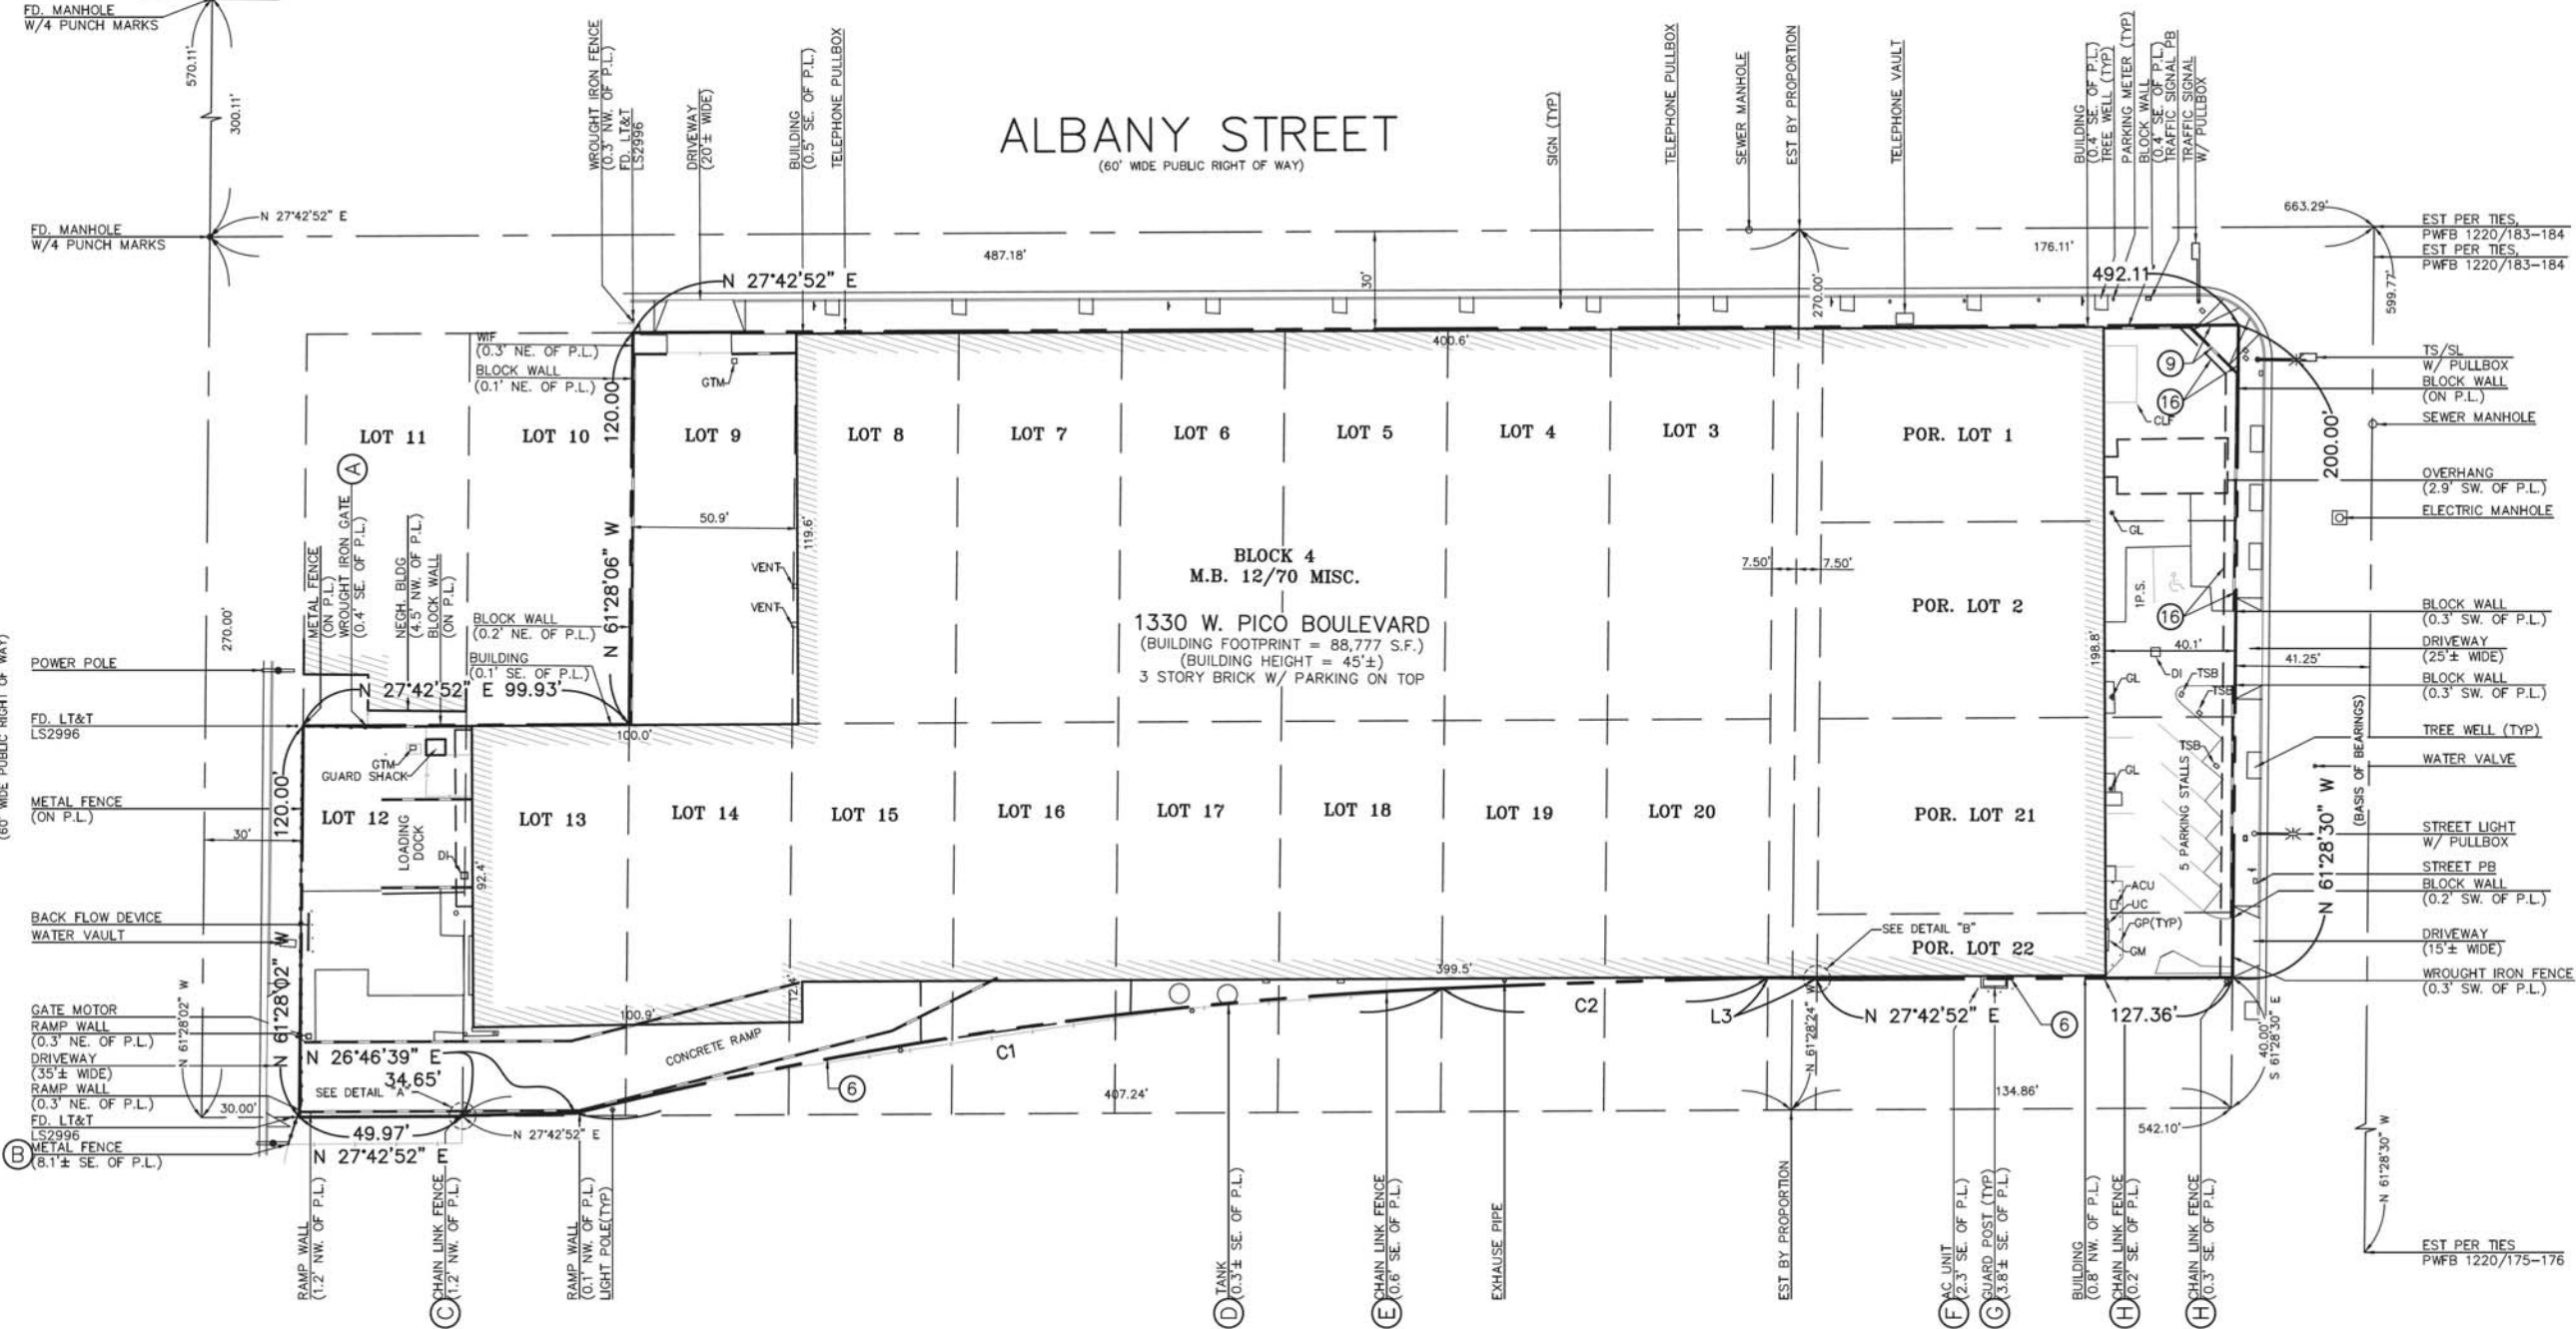 FD. MANHOLE
W/4 PUNCH MARKS
570.11'
300.11'
FD. MANHOLE
W/4 PUNCH MARKS
N 27°42'52" E
WROUGHT IRON FENCE
(0.3' NW. OF P.L.)
FD. LT&T
LS2996
DRIVEWAY
(20'± WIDE)
BUILDING
(0.5' SE. OF P.L.)
TELEPHONE PULLBOX
ALBANY STREET
(60' WIDE PUBLIC RIGHT OF WAY)
SIGN (TYP)
TELEPHONE PULLBOX
SEWER MANHOLE
EST BY PROPORTION
TELEPHONE VAULT
BUILDING
(0.4' SE. OF P.L.)
TREE WELL (TYP)
PARKING METER (TYP)
BLOCK WALL
(0.4' SE. OF P.L.)
TRAFFIC SIGNAL PB
TRAFFIC SIGNAL
W/ PULLBOX
663.29'
EST PER TIES,
PWFB 1220/183-184
EST PER TIES,
PWFB 1220/183-184
599.77'
487.18'
30'
176.11'
270.00'
N 27°42'52" E
492.11'
WIF
(0.3' NE. OF P.L.)
BLOCK WALL
(0.1' NE. OF P.L.)
120.00'
GTM
400.6'
9
16
CLF
TS/SL
W/ PULLBOX
BLOCK WALL
(ON P.L.)
SEWER MANHOLE
200.00'
LOT 11
LOT 10
LOT 9
LOT 8
LOT 7
LOT 6
LOT 5
LOT 4
LOT 3
POR. LOT 1
A
OVERHANG
(2.9' SW. OF P.L.)
ELECTRIC MANHOLE
METAL FENCE
(ON P.L.)
WROUGHT IRON GATE
(0.4' SE. OF P.L.)
NEGH. BLDG
(4.5' NW. OF P.L.)
BLOCK WALL
(ON P.L.)
50.9'
119.6'
GL
VENT
VENT
BLOCK 4
M.B. 12/70 MISC.
7.50'
7.50'
1330 W. PICO BOULEVARD
(BUILDING FOOTPRINT = 88,777 S.F.)
(BUILDING HEIGHT = 45'±)
3 STORY BRICK W/ PARKING ON TOP
POR. LOT 2
1P.S.
16
198.8'
40.1'
41.25'
BLOCK WALL
(0.3' SW. OF P.L.)
DRIVEWAY
(25'± WIDE)
BLOCK WALL
(0.3' SW. OF P.L.)
DI
TSB
TSB
GL
270.00'
(60' WIDE PUBLIC RIGHT OF WAY)
POWER POLE
BLOCK WALL
(0.2' NE. OF P.L.)
BUILDING
(0.1' SE. OF P.L.)
N 61°28'06" W
N 27°42'52" E 99.93'
FD. LT&T
LS2996
100.0'
(BASIS OF BEARINGS)
TREE WELL (TYP)
WATER VALVE
GTM
GUARD SHACK
TSB
GL
METAL FENCE
(ON P.L.)
30'
120.00'
LOT 12
LOT 13
LOT 14
LOT 15
LOT 16
LOT 17
LOT 18
LOT 19
LOT 20
POR. LOT 21
LOADING
DOCK
DI
92.4'
5 PARKING STALLS
N 61°28'30" W
STREET LIGHT
W/ PULLBOX
STREET PB
BLOCK WALL
(0.2' SW. OF P.L.)
ACU
UC
GP(TYP)
GM
BACK FLOW DEVICE
WATER VAULT
SEE DETAIL "B"
POR. LOT 22
DRIVEWAY
(15'± WIDE)
WROUGHT IRON FENCE
(0.3' SW. OF P.L.)
399.5'
N 61°28'02" W
N 61°28'02" W
GATE MOTOR
RAMP WALL
(0.3' NE. OF P.L.)
DRIVEWAY
(35'± WIDE)
RAMP WALL
(0.3' NE. OF P.L.)
FD. LT&T
LS2996
METAL FENCE
(8.1'± SE. OF P.L.)
B
100.9'
CONCRETE RAMP
C1
C2
L3
N 61°28'24" W
N 27°42'52" E
6
127.36'
40.00'
S 61°28'30" E
N 26°46'39" E
34.65'
SEE DETAIL "A"
6
30.00'
49.97'
N 27°42'52" E
N 27°42'52" E
407.24'
134.86'
542.10'
N 61°28'30" W
RAMP WALL
(1.2' NW. OF P.L.)
CHAIN LINK FENCE
(1.2' NW. OF P.L.)
C
RAMP WALL
(0.1' NW. OF P.L.)
LIGHT POLE(TYP)
TANK
(0.3'± SE. OF P.L.)
D
CHAIN LINK FENCE
(0.6' SE. OF P.L.)
E
EXHAUSE PIPE
EST BY PROPORTION
AC UNIT
(2.3' SE. OF P.L.)
F
GUARD POST (TYP)
(3.8'± SE. OF P.L.)
G
BUILDING
(0.8' NW. OF P.L.)
CHAIN LINK FENCE
(0.2' SE. OF P.L.)
H
CHAIN LINK FENCE
(0.3' SE. OF P.L.)
H
EST PER TIES
PWFB 1220/175-176